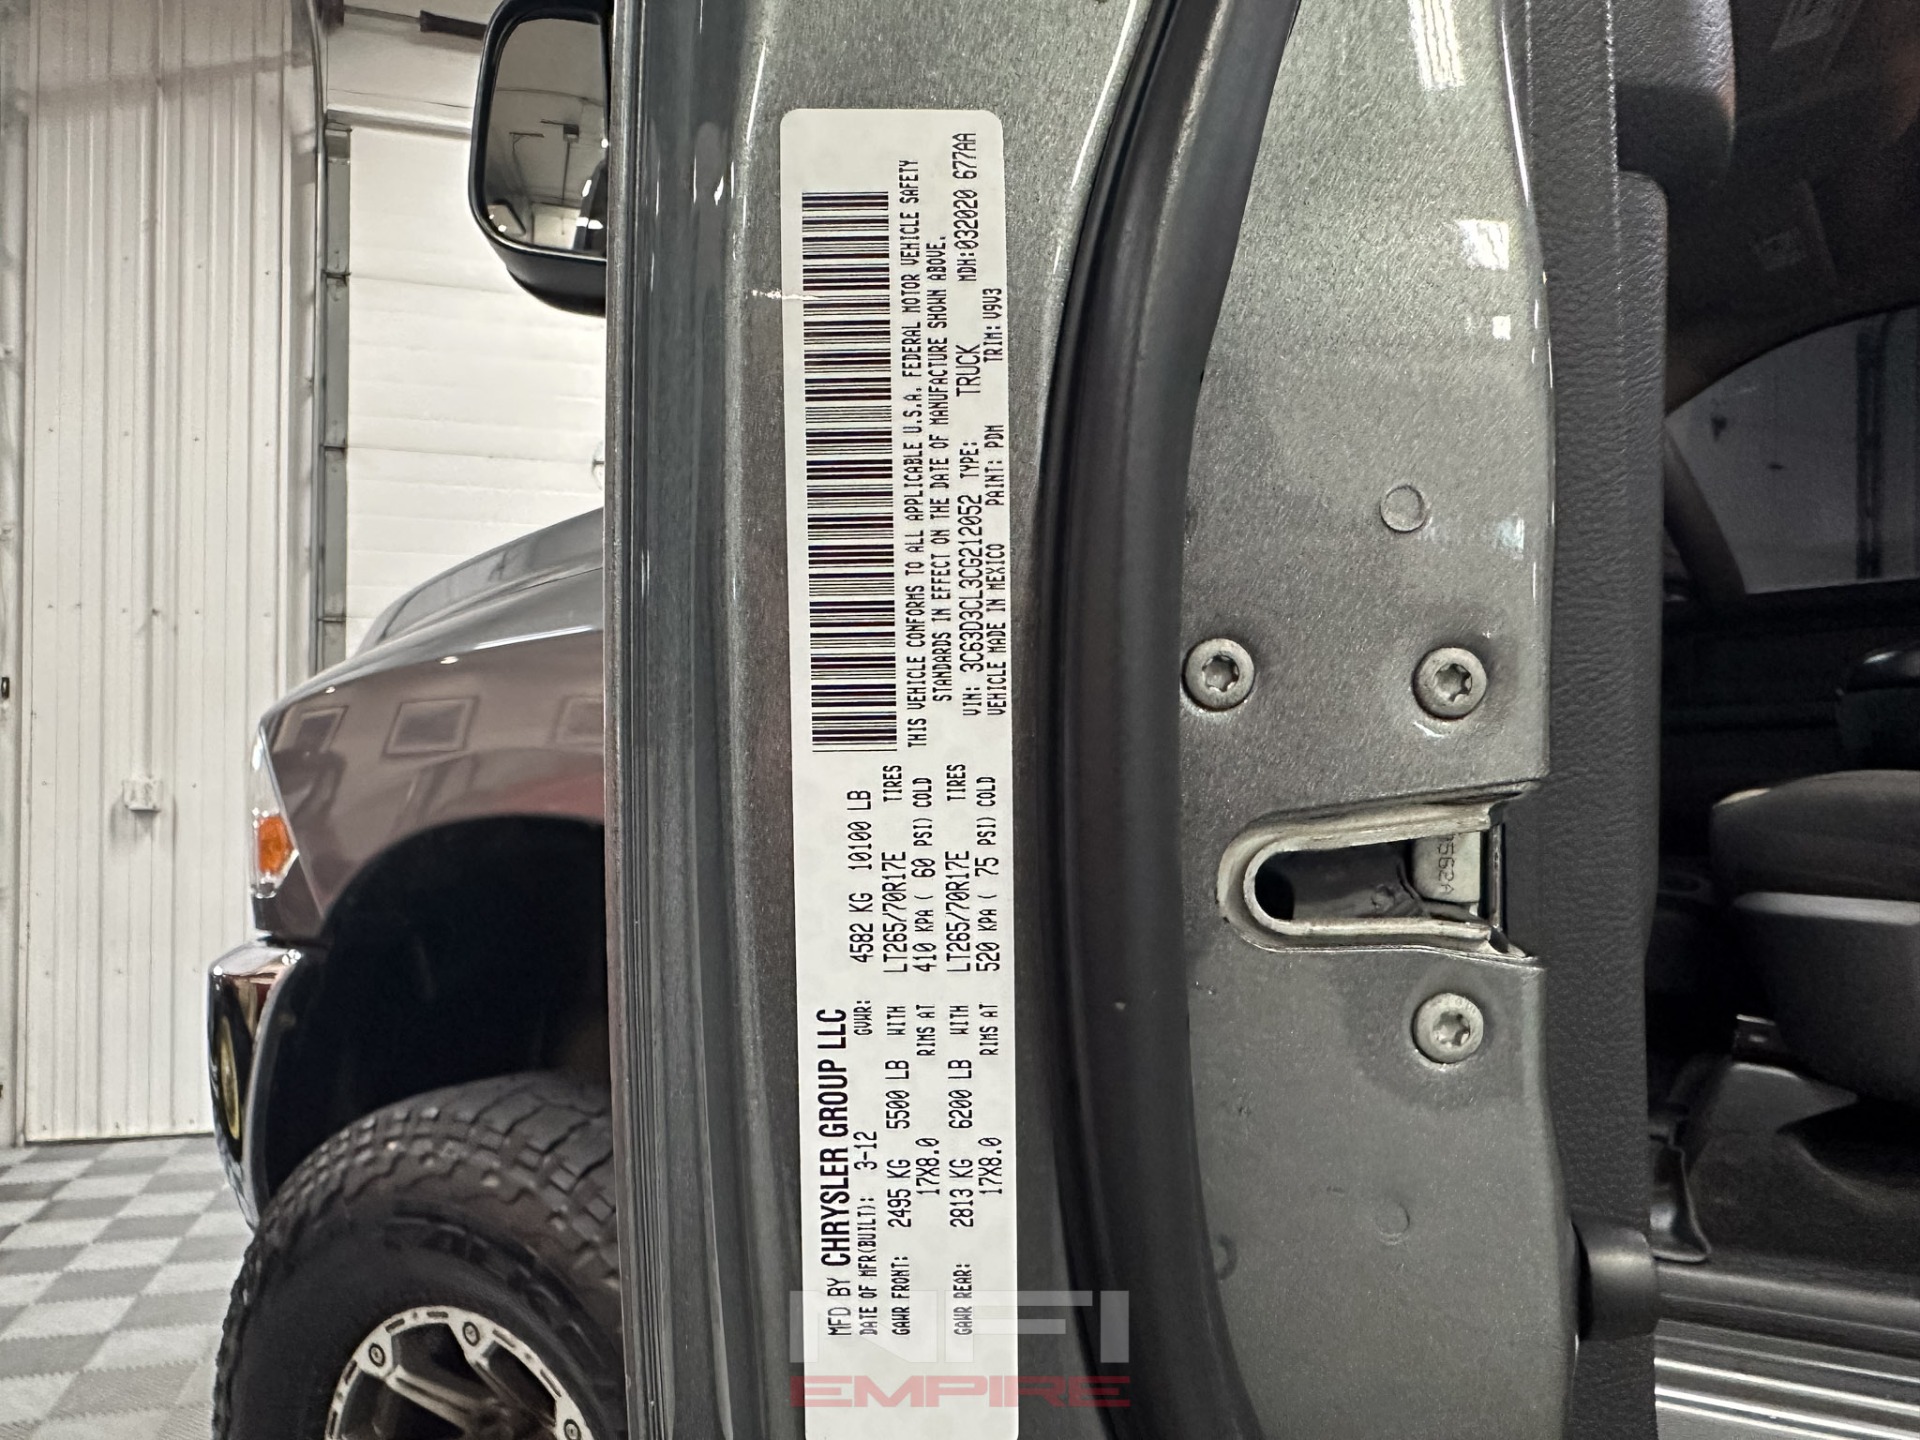 MFD BY CHRYSLER GROUP LLC
DATE OF MFR(BUILT): 3-12 GVWR: 4582 KG 10100 LB
GAWR FRONT: 2495 KG 5500 LB WITH LT265/70R17E TIRES
17X8.0 RIMS AT 410 KPA ( 60 PSI) COLD
GAWR REAR: 2813 KG 6200 LB WITH LT265/70R17E TIRES
17X8.0 RIMS AT 520 KPA ( 75 PSI) COLD
THIS VEHICLE CONFORMS TO ALL APPLICABLE U.S.A. FEDERAL MOTOR VEHICLE SAFETY
STANDARDS IN EFFECT ON THE DATE OF MANUFACTURE SHOWN ABOVE.
VIN: 3C63D3CL3CG212052 TYPE: TRUCK MDH:032020 677AA
VEHICLE MADE IN MEXICO PAINT: PDM TRIM: V9V3
NFI
EMPIRE